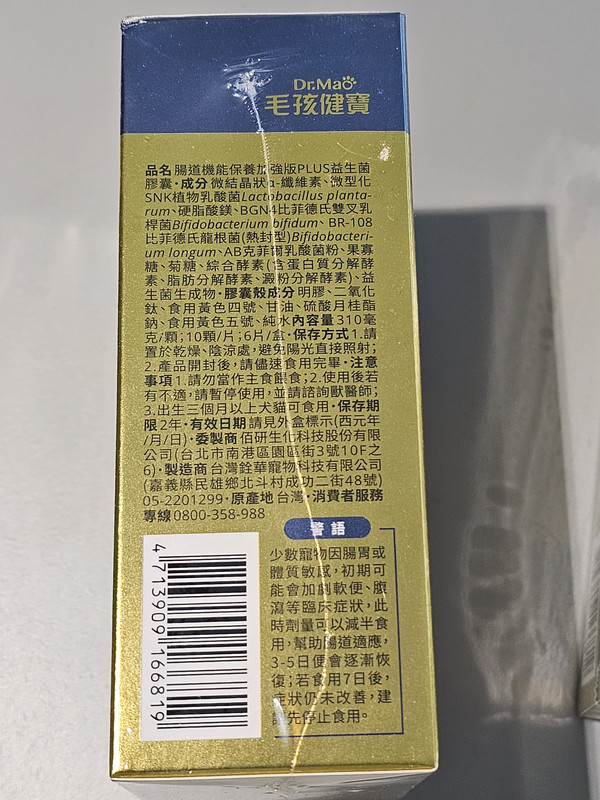 Dr.Mao
毛孩健寶
品名 腸道機能保養加強版PLUS益生菌
膠囊•成分 微結晶狀α-纖維素、微型化
SNK植物乳酸菌Lactobacillus planta-
rum、硬脂酸鎂、BGN4比菲德氏雙叉乳
桿菌Bifidobacterium bifidum、BR-108
比菲德氏龍根菌(熱封型)Bifidobacteri-
um longum、AB克菲爾乳酸菌粉、果寡
糖、菊糖、綜合酵素(含蛋白質分解酵
素、脂肪分解酵素、澱粉分解酵素)、益
生菌生成物•膠囊殼成分 明膠、二氧化
鈦、食用黃色四號、甘油、硫酸月桂酯
鈉、食用黃色五號、純水 內容量 310毫
克/顆;10顆/片;6片/盒•保存方式 1.請
置於乾燥、陰涼處,避免陽光直接照射;
2.產品開封後,請儘速食用完畢•注意
事項 1.請勿當作主食餵食;2.使用後若
有不適,請暫停使用,並請諮詢獸醫師;
3.出生三個月以上犬貓可食用•保存期
限 2年•有效日期 請見外盒標示(西元年
/月/日)•委製商 佰研生化科技股份有限
公司(台北市南港區園區街3號10F之
6)•製造商 台灣銓華寵物科技有限公司
(嘉義縣民雄鄉北斗村成功二街48號)
05-2201299•原產地 台灣•消費者服務
專線 0800-358-988
警語
少數寵物因腸胃或
體質敏感,初期可
能會加劇軟便、腹
瀉等臨床症狀,此
時劑量可以減半食
用,幫助腸道適應,
3-5日便會逐漸恢
復;若食用7日後,
症狀仍未改善,建
議先停止食用。
4713909166819